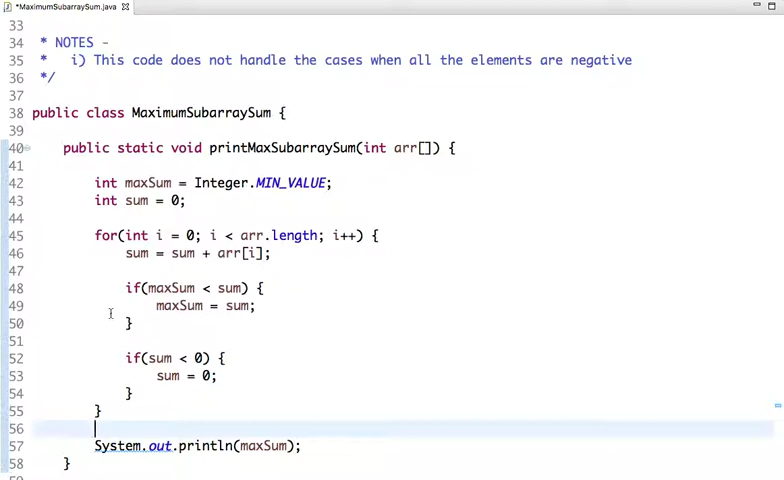 *MaximumSubarraySum.java
33
34 * NOTES -
35 *   i) This code does not handle the cases when all the elements are negative
36 */
37
38 public class MaximumSubarraySum {
39
40     public static void printMaxSubarraySum(int arr[]) {
41
42         int maxSum = Integer.MIN_VALUE;
43         int sum = 0;
44
45         for(int i = 0; i < arr.length; i++) {
46             sum = sum + arr[i];
47
48             if(maxSum < sum) {
49                 maxSum = sum;
50             }
51
52             if(sum < 0) {
53                 sum = 0;
54             }
55         }
56
57         System.out.println(maxSum);
58     }